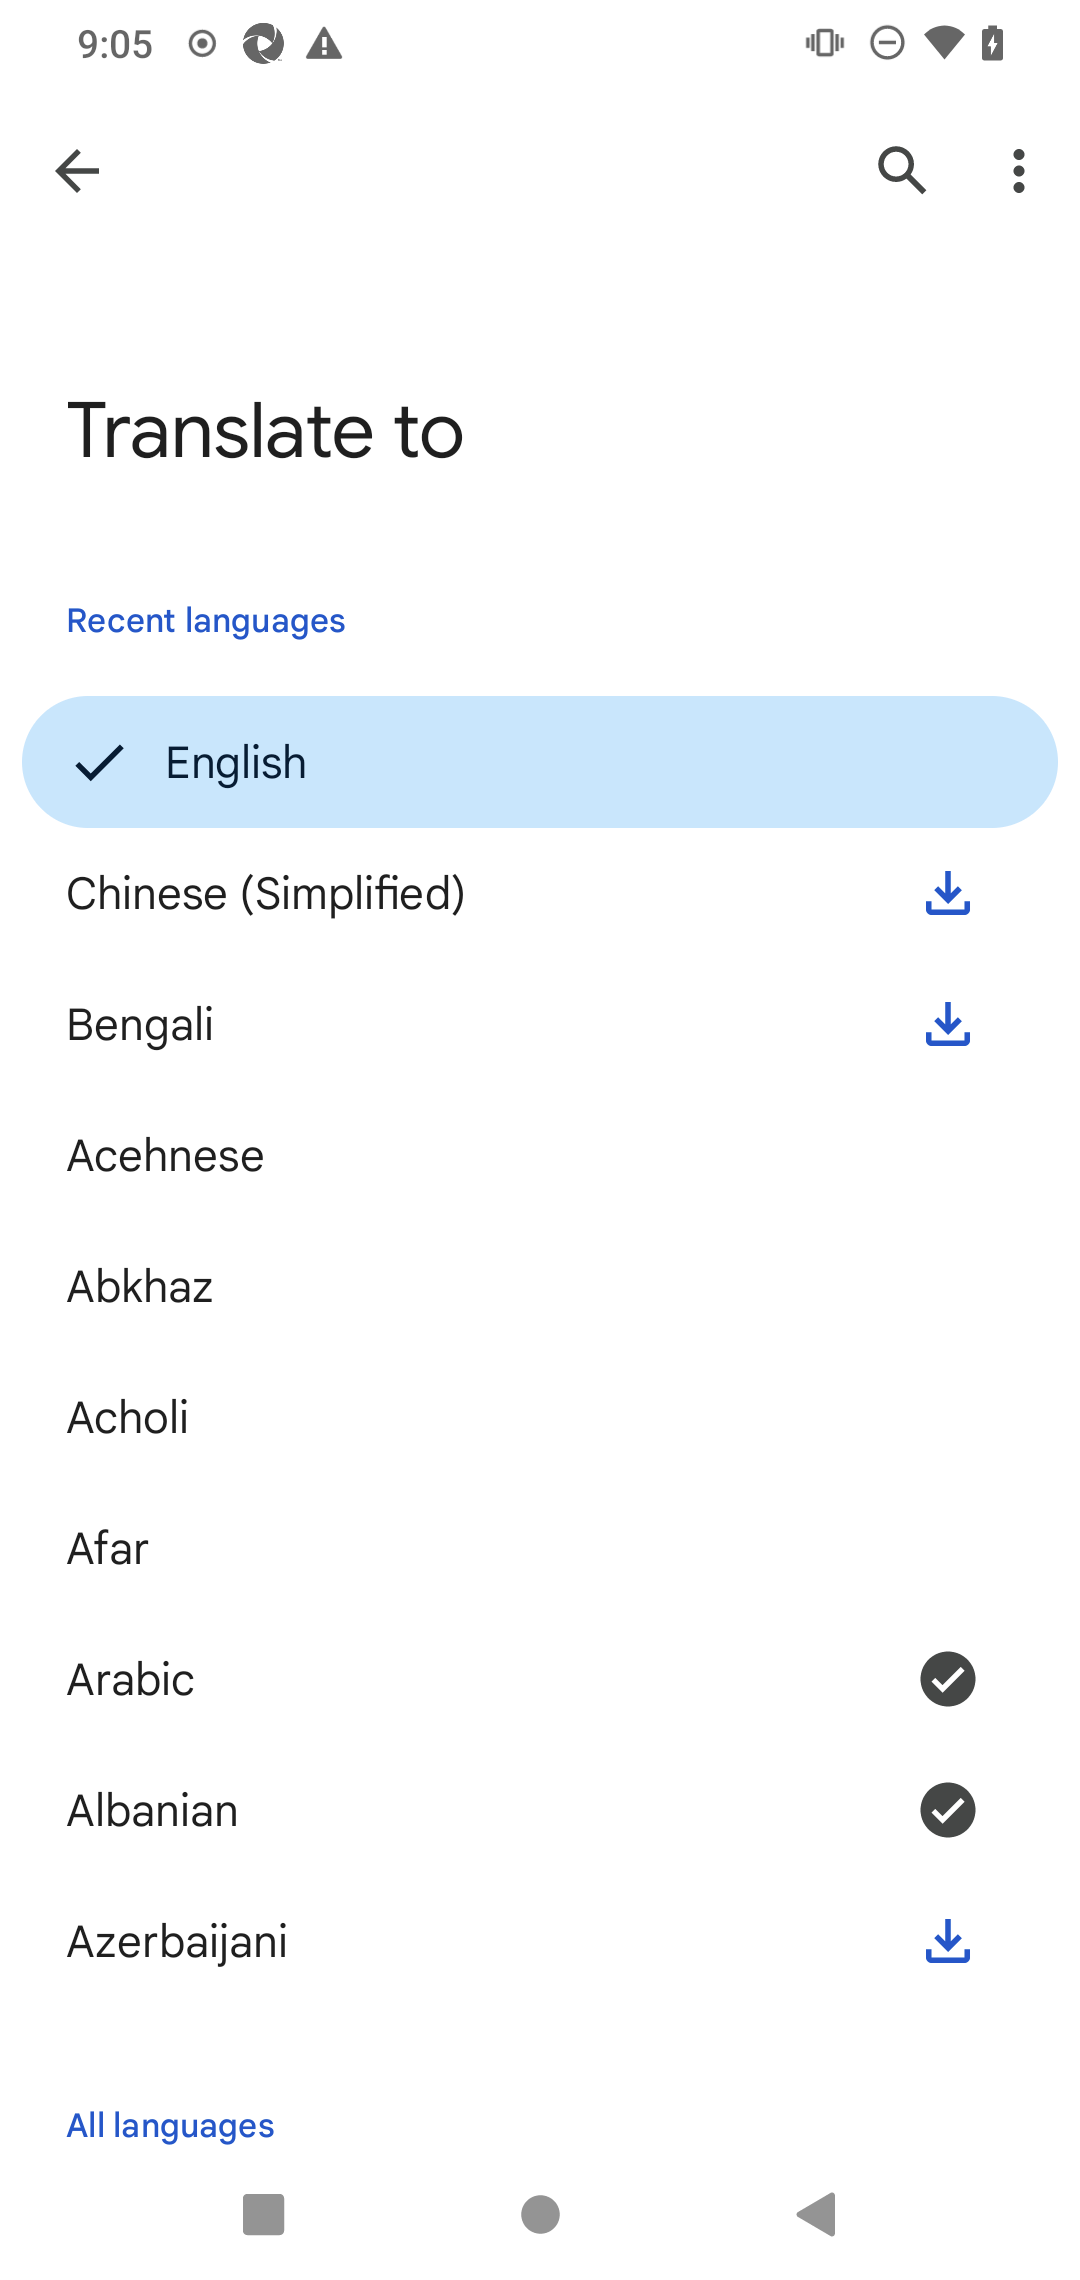 9:05
Translate to
Recent languages
English
Chinese (Simplified)
Bengali
Acehnese
Abkhaz
Acholi
Afar
Arabic
Albanian
Azerbaijani
All languages